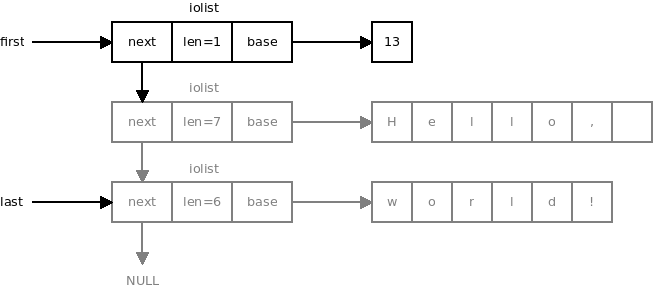 iolist
first next len=1 base 13
iolist
next len=7 base H e l l o ,
iolist
last next len=6 base w o r l d !
NULL